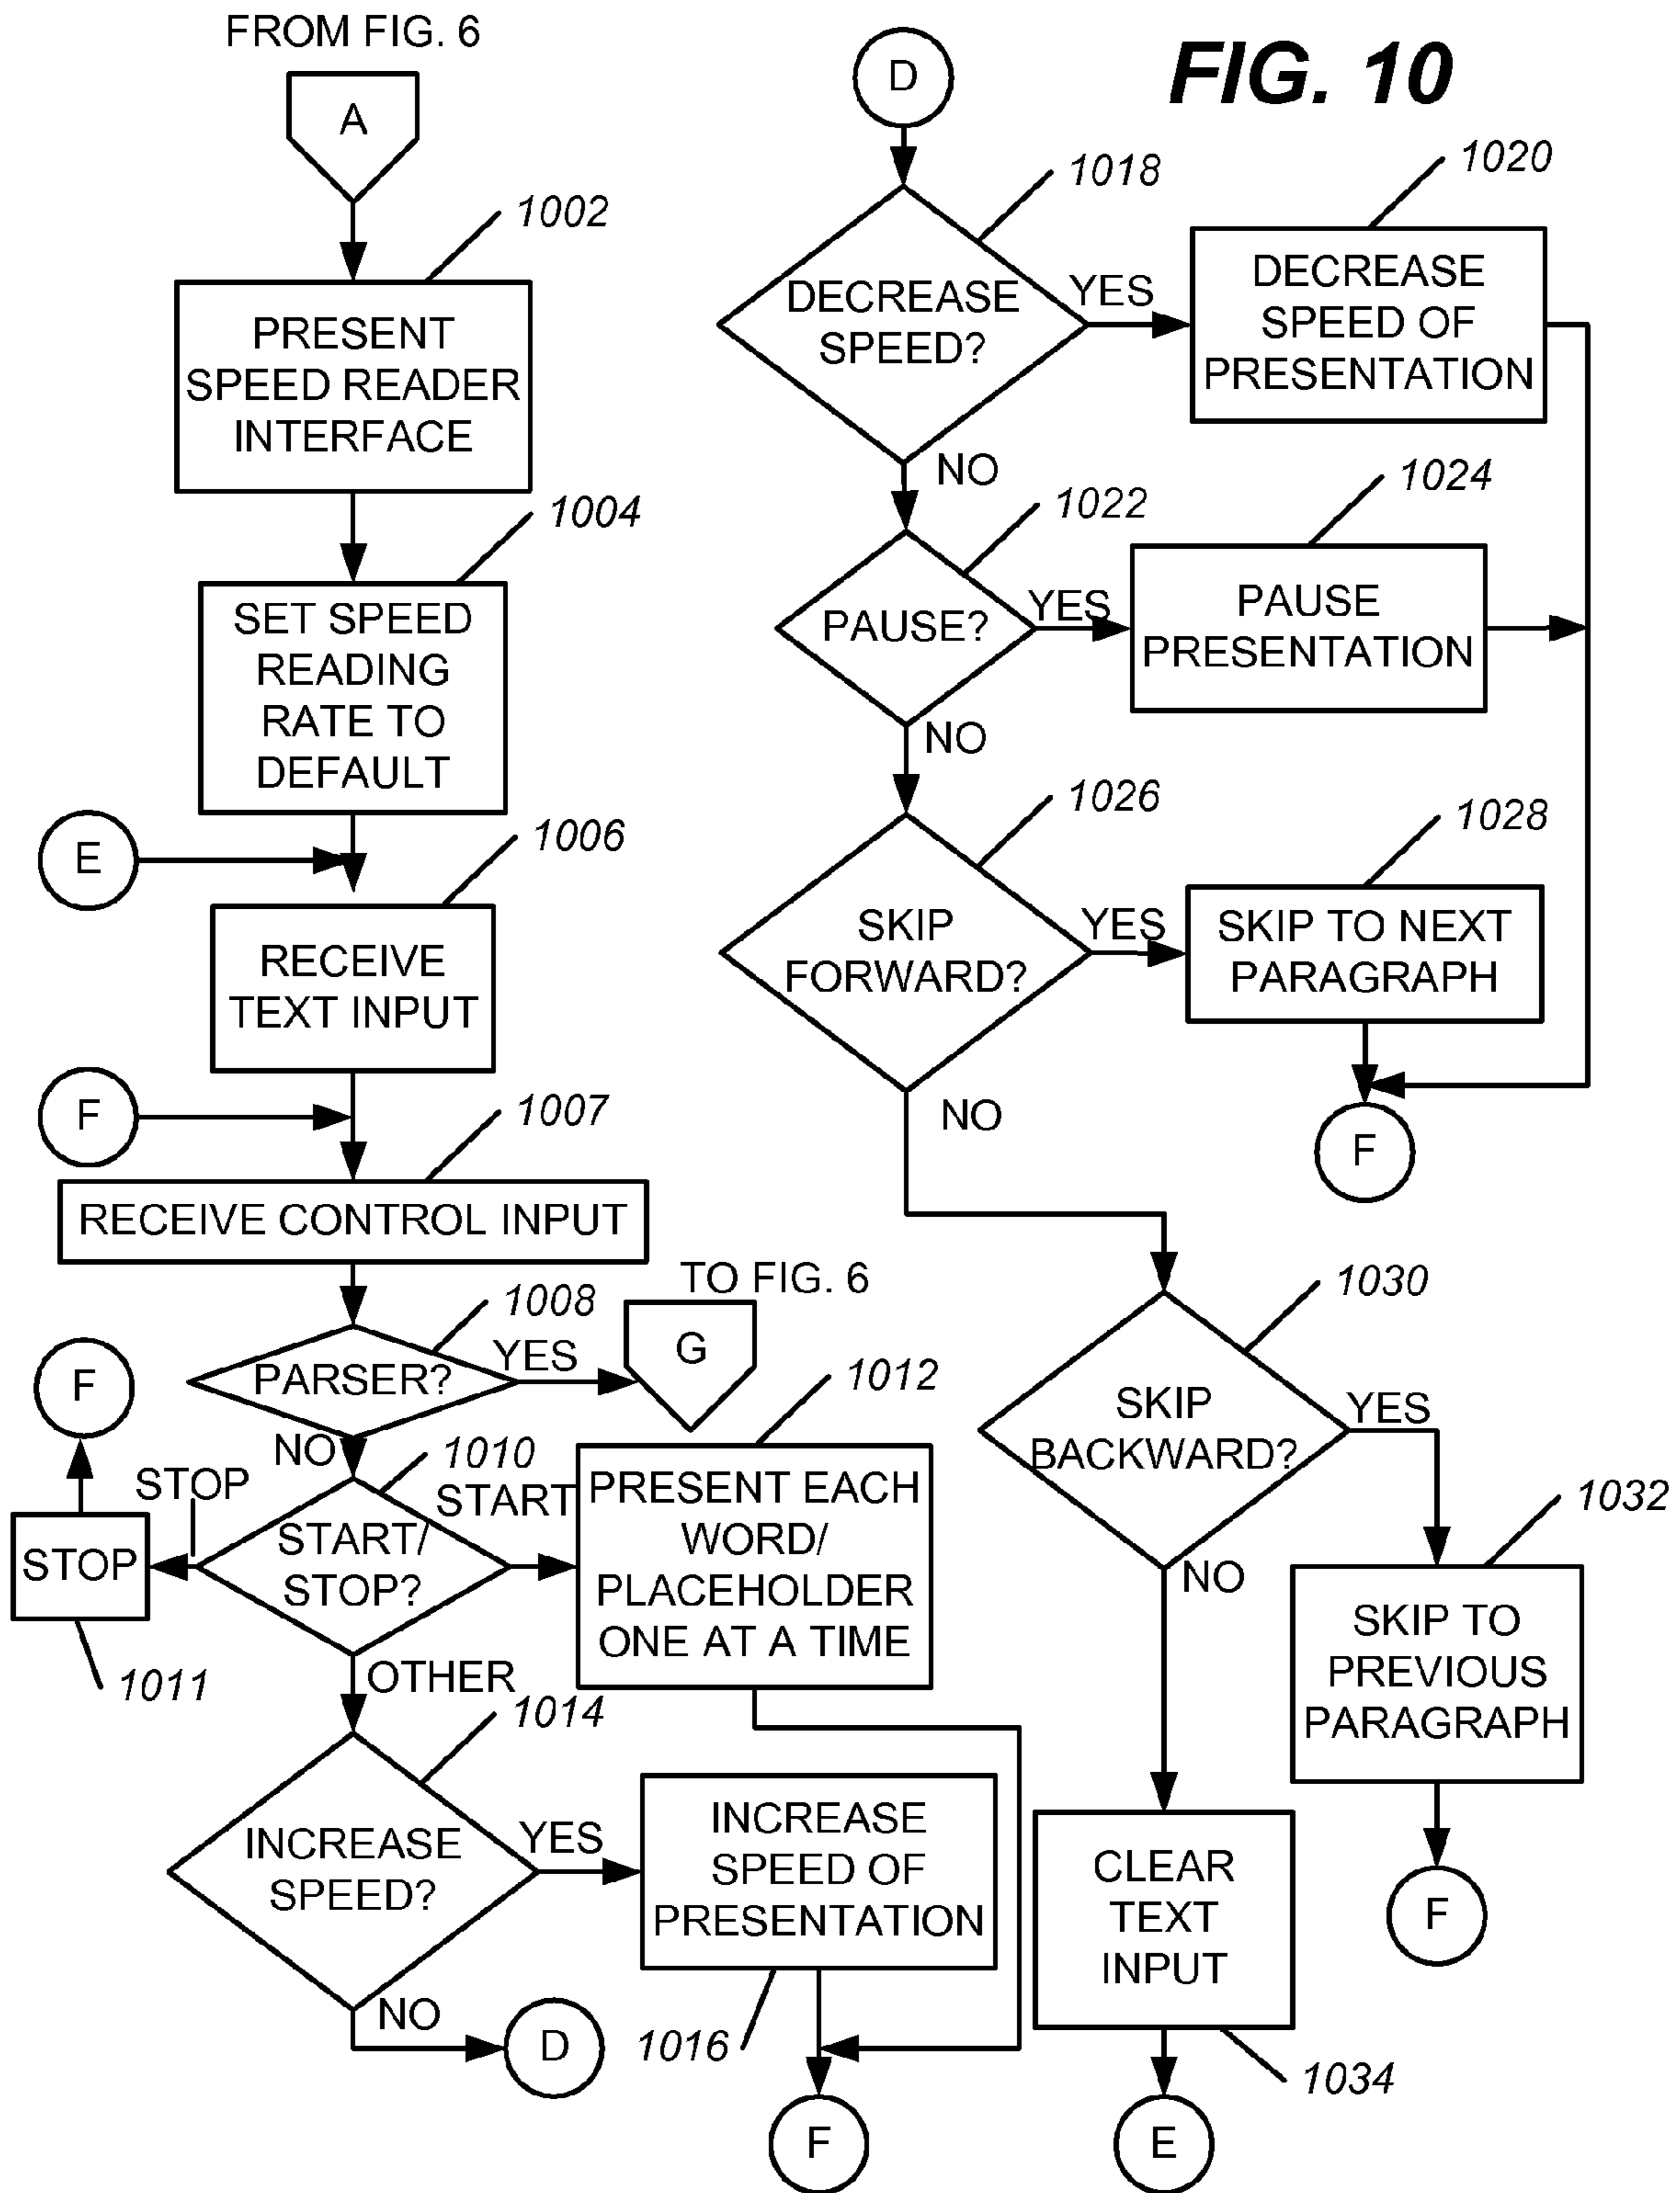 FROM FIG. 6
A
1002
PRESENT
SPEED READER
INTERFACE
1004
SET SPEED
READING
RATE TO
DEFAULT
E
1006
RECEIVE
TEXT INPUT
F
1007
RECEIVE CONTROL INPUT
1008
PARSER?
YES
TO FIG. 6
G
NO
1010
START/
STOP?
STOP
STOP
1011
F
START
1012
PRESENT EACH
WORD/
PLACEHOLDER
ONE AT A TIME
OTHER
1014
INCREASE
SPEED?
YES
INCREASE
SPEED OF
PRESENTATION
1016
NO
D
F
FIG. 10
D
1018
DECREASE
SPEED?
YES
1020
DECREASE
SPEED OF
PRESENTATION
NO
1022
PAUSE?
YES
1024
PAUSE
PRESENTATION
NO
1026
SKIP
FORWARD?
YES
1028
SKIP TO NEXT
PARAGRAPH
F
NO
1030
SKIP
BACKWARD?
YES
1032
SKIP TO
PREVIOUS
PARAGRAPH
F
NO
CLEAR
TEXT
INPUT
1034
E